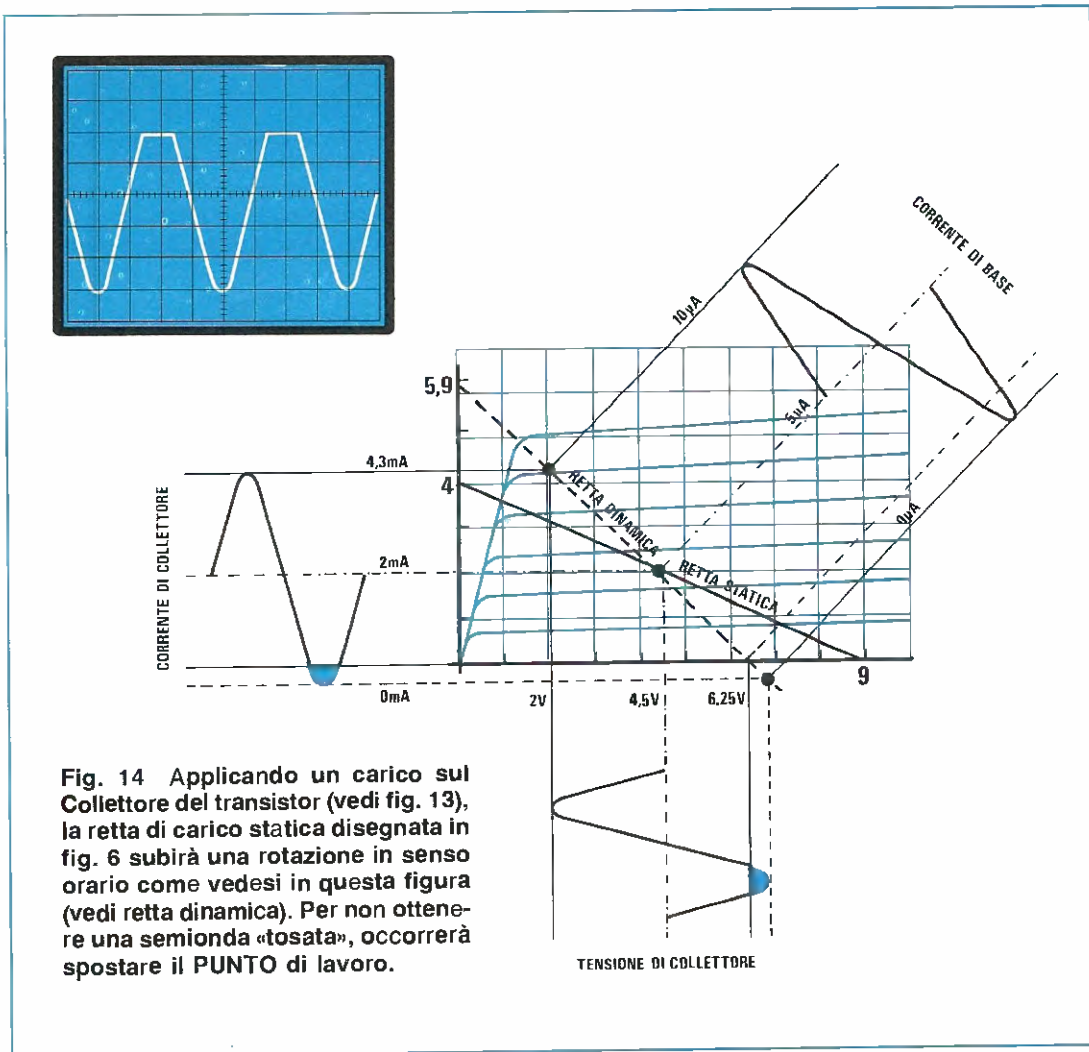 CORRENTE DI BASE
10µA
5µA
0µA
5,9
4,3mA
4
RETTA DINAMICA
RETTA STATICA
CORRENTE DI COLLETTORE
2mA
0mA
9
2V
4,5V
6,25V
Fig. 14 Applicando un carico sul
Collettore del transistor (vedi fig. 13),
la retta di carico statica disegnata in
fig. 6 subirà una rotazione in senso
orario come vedesi in questa figura
(vedi retta dinamica). Per non ottene-
re una semionda «tosata», occorrerà
spostare il PUNTO di lavoro.
TENSIONE DI COLLETTORE